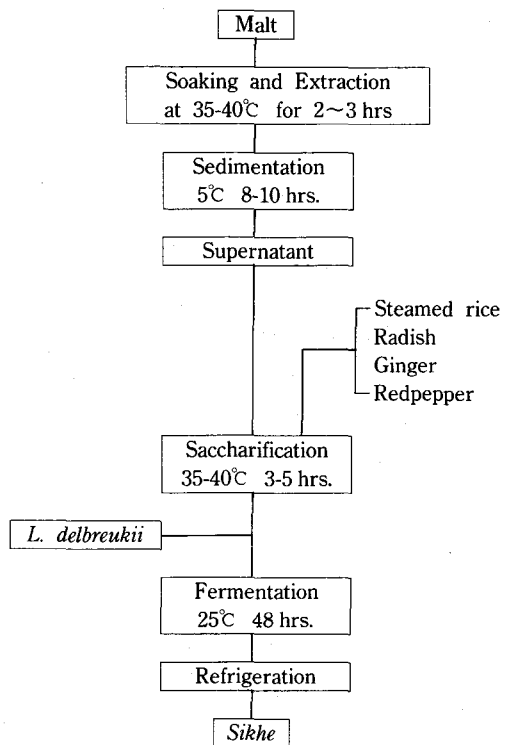 Malt
Soaking and Extraction
at 35-40℃ for 2~3 hrs
Sedimentation
5℃ 8-10 hrs.
Supernatant
Steamed rice
Radish
Ginger
Redpepper
Saccharification
35-40℃ 3-5 hrs.
L. delbreukii
Fermentation
25℃ 48 hrs.
Refrigeration
Sikhe